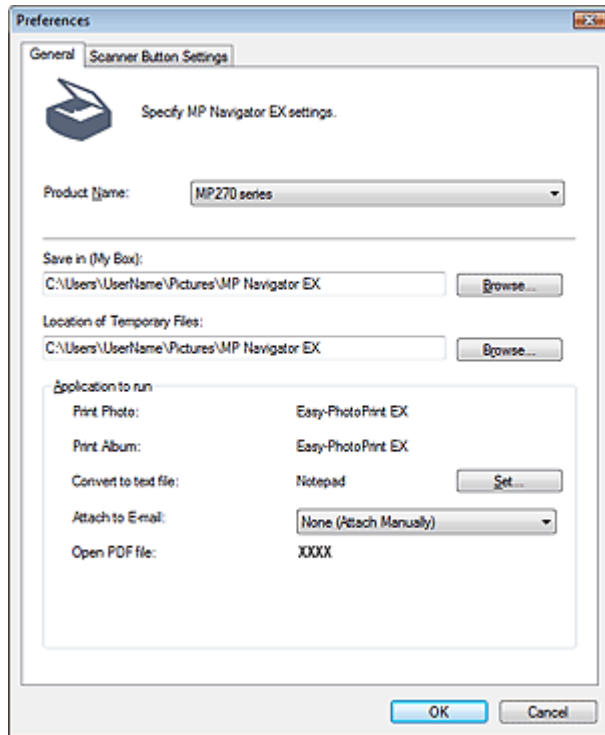 Preferences
General Scanner Button Settings
Specify MP Navigator EX settings.
Product Name: MP270 series
Save in (My Box):
C:\Users\UserName\Pictures\MP Navigator EX Browse...
Location of Temporary Files:
C:\Users\UserName\Pictures\MP Navigator EX Browse...
Application to run
Print Photo: Easy-PhotoPrint EX
Print Album: Easy-PhotoPrint EX
Convert to text file: Notepad Set...
Attach to E-mail: None (Attach Manually)
Open PDF file: XXXX
OK Cancel